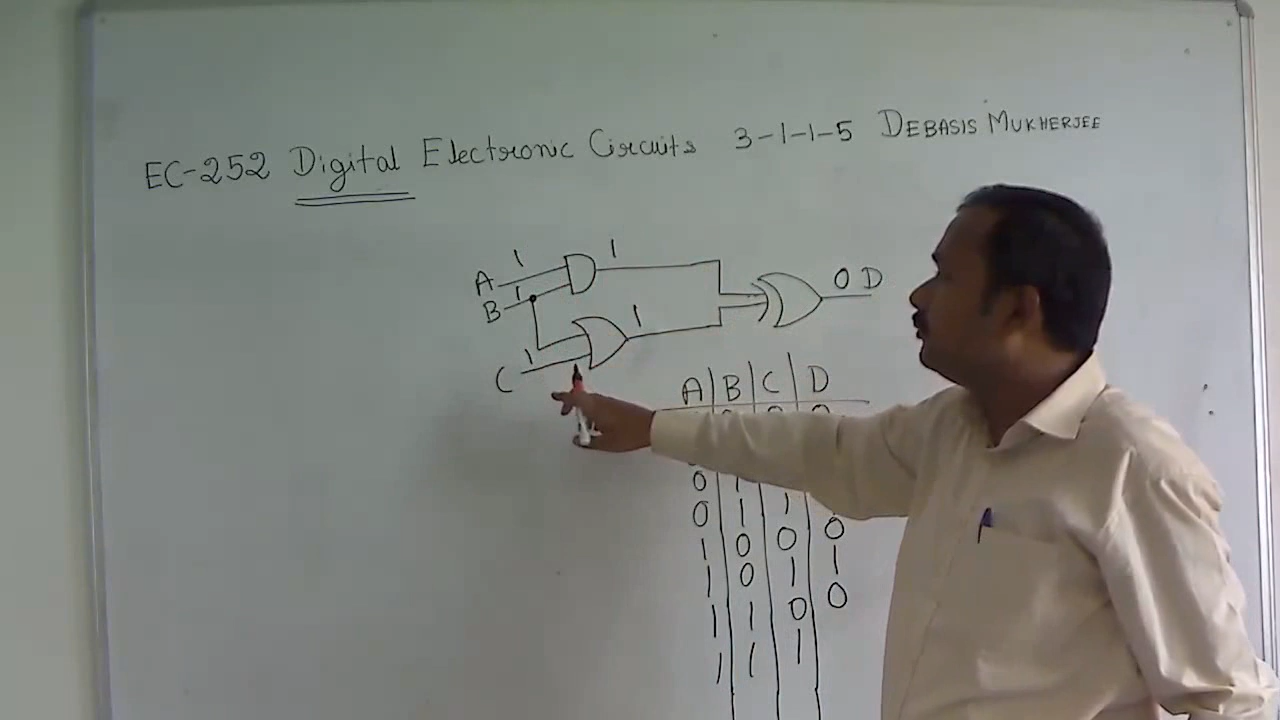 EC-252 Digital Electronic Circuits 3-1-1-5 DEBASIS MUKHERJEE
1 1
A 1 0 D
B 1
C 1
A B C D
0 1
0 1 1
1 0 0 0
1 0 1 1
1 1 0 0
1 1 1